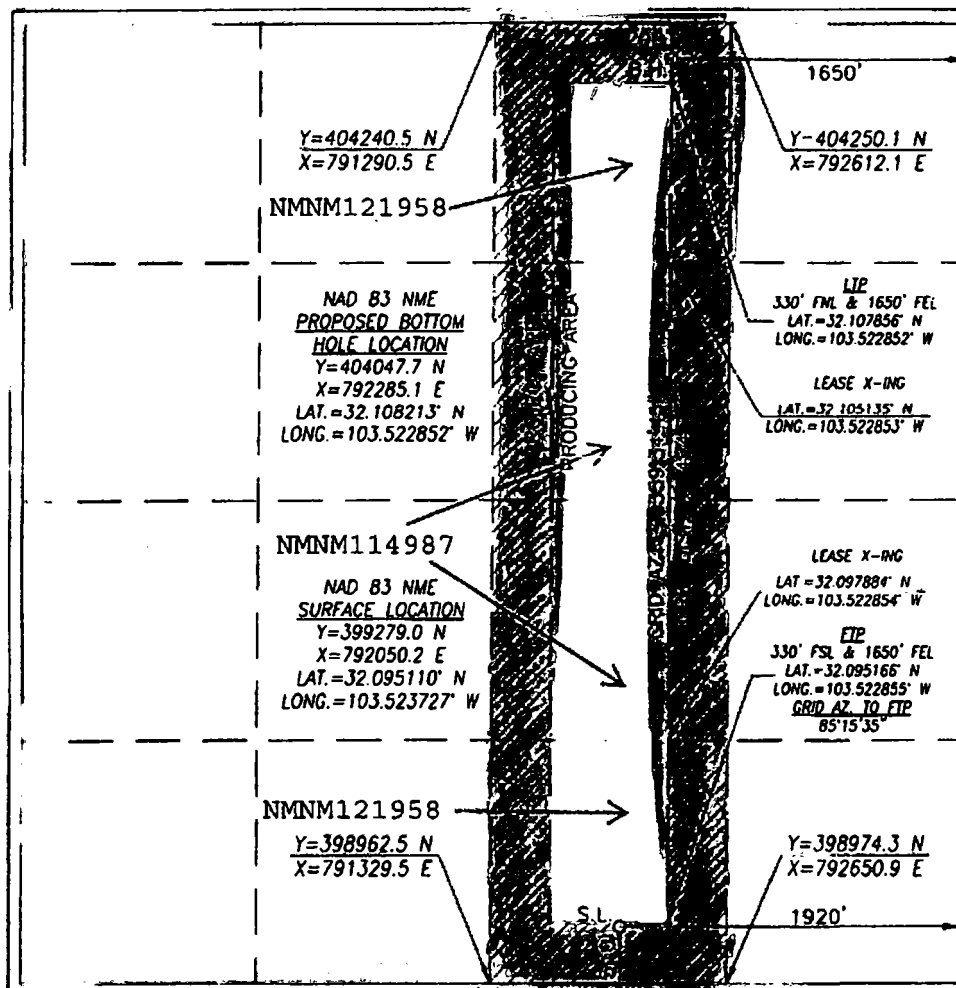 B.H.
1650'
Y=404240.5 N
X=791290.5 E
Y-404250.1 N
X=792612.1 E
NMNM121958
NAD 83 NME
PROPOSED BOTTOM
HOLE LOCATION
Y=404047.7 N
X=792285.1 E
LAT.=32.108213° N
LONG.=103.522852° W
PRODUCING AREA
LTP
330' FNL & 1650' FEL
LAT.=32.107856° N
LONG.=103.522852° W
LEASE X-ING
LAT.=32.105135° N
LONG.=103.522853° W
GRID AZ.
NMNM114987
NAD 83 NME
SURFACE LOCATION
Y=399279.0 N
X=792050.2 E
LAT.=32.095110° N
LONG.=103.523727° W
LEASE X-ING
LAT.=32.097884° N
LONG.=103.522854° W
FTP
330' FSL & 1650' FEL
LAT.=32.095166° N
LONG.=103.522855° W
GRID AZ. TO FTP
85°15'35"
NMNM121958
Y=398962.5 N
X=791329.5 E
Y=398974.3 N
X=792650.9 E
S.L.
1920'